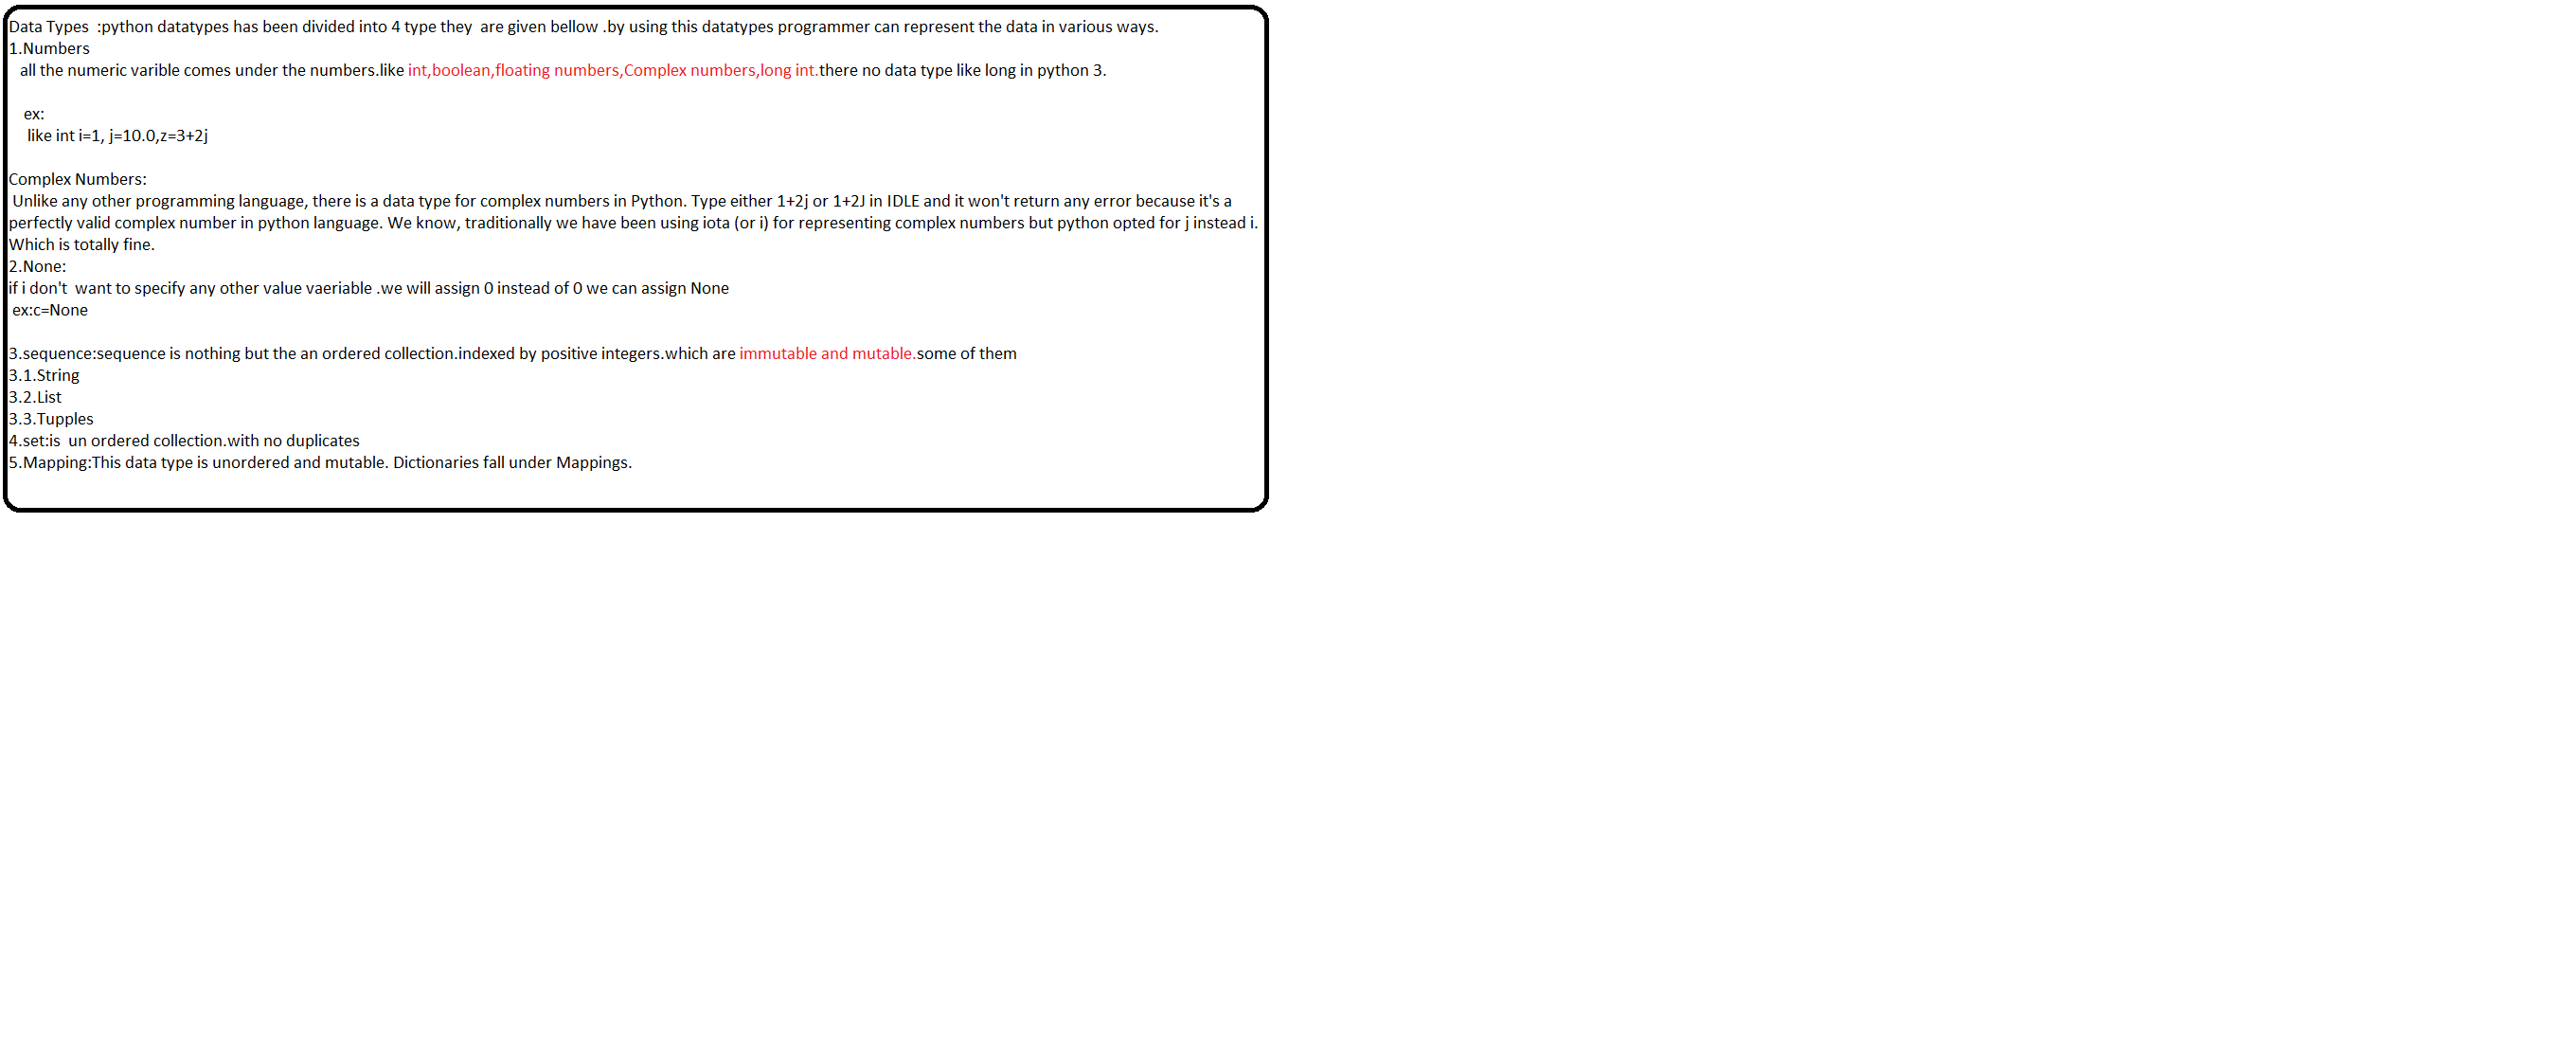 Data Types  :python datatypes has been divided into 4 type they  are given bellow .by using this datatypes programmer can represent the data in various ways.
1.Numbers
all the numeric varible comes under the numbers.like int,boolean,floating numbers,Complex numbers,long int.there no data type like long in python 3.
ex:
like int i=1, j=10.0,z=3+2j
Complex Numbers:
Unlike any other programming language, there is a data type for complex numbers in Python. Type either 1+2j or 1+2J in IDLE and it won't return any error because it's a
perfectly valid complex number in python language. We know, traditionally we have been using iota (or i) for representing complex numbers but python opted for j instead i.
Which is totally fine.
2.None:
if i don't  want to specify any other value vaeriable .we will assign 0 instead of 0 we can assign None
ex:c=None
3.sequence:sequence is nothing but the an ordered collection.indexed by positive integers.which are immutable and mutable.some of them
3.1.String
3.2.List
3.3.Tupples
4.set:is  un ordered collection.with no duplicates
5.Mapping:This data type is unordered and mutable. Dictionaries fall under Mappings.